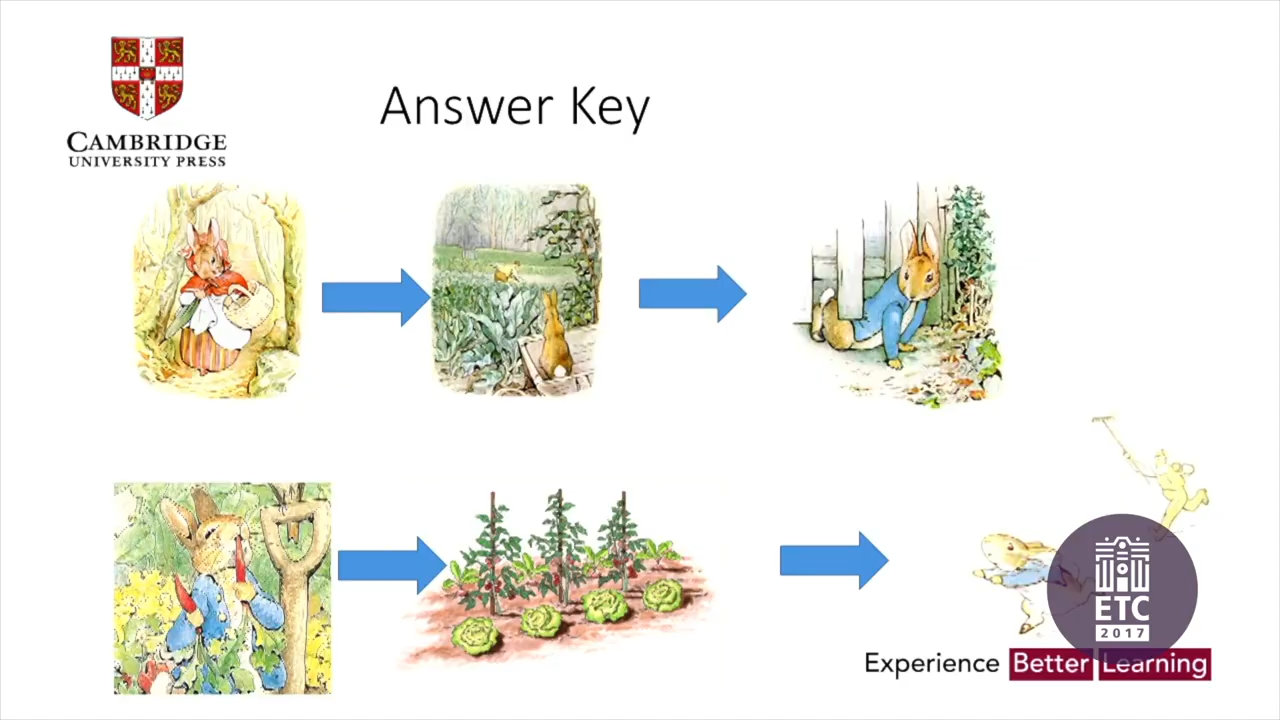 Answer Key
CAMBRIDGE
UNIVERSITY PRESS
ETC
2017
Experience Better Learning